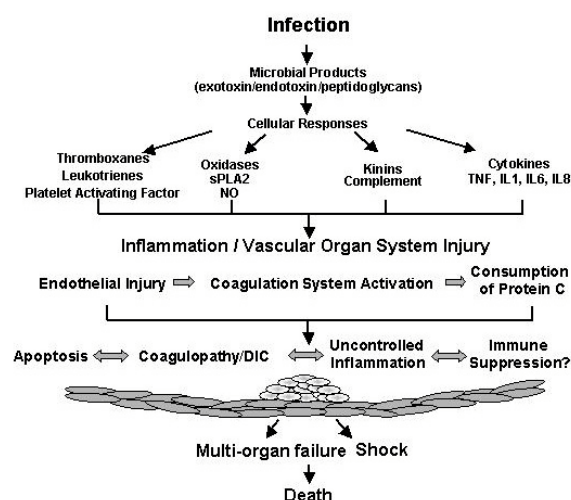 Infection
Microbial Products
(exotoxin/endotoxin/peptidoglycans)
Cellular Responses
Thromboxanes
Leukotrienes
Platelet Activating Factor
Oxidases
sPLA2
NO
Kinins
Complement
Cytokines
TNF, IL1, IL6, IL8
Inflammation / Vascular Organ System Injury
Endothelial Injury
Coagulation System Activation
Consumption
of Protein C
Apoptosis
Coagulopathy/DIC
Uncontrolled
Inflammation
Immune
Suppression?
Multi-organ failure
Shock
Death